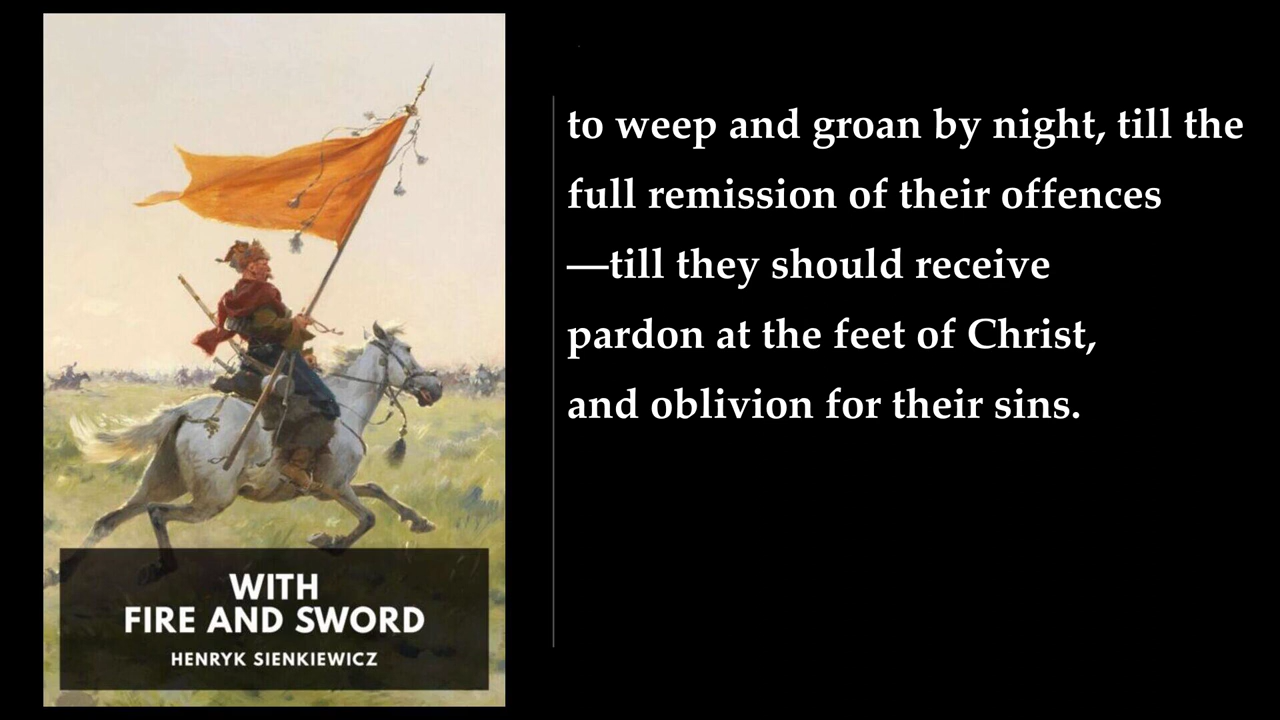 WITH
FIRE AND SWORD
HENRYK SIENKIEWICZ
to weep and groan by night, till the
full remission of their offences
—till they should receive
pardon at the feet of Christ,
and oblivion for their sins.